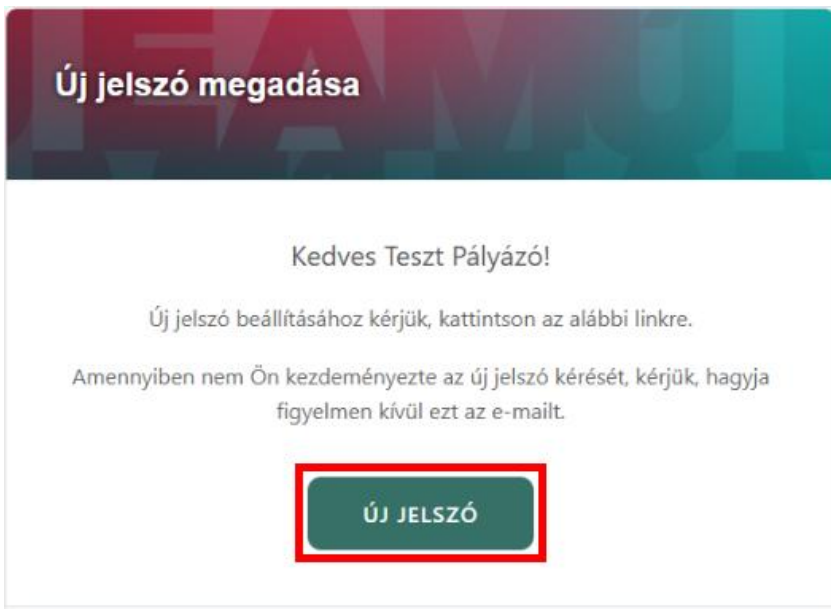 Új jelszó megadása
Kedves Teszt Pályázó!
Új jelszó beállításához kérjük, kattintson az alábbi linkre.
Amennyiben nem Ön kezdeményezte az új jelszó kérését, kérjük, hagyja
figyelmen kívül ezt az e-mailt.
ÚJ JELSZÓ